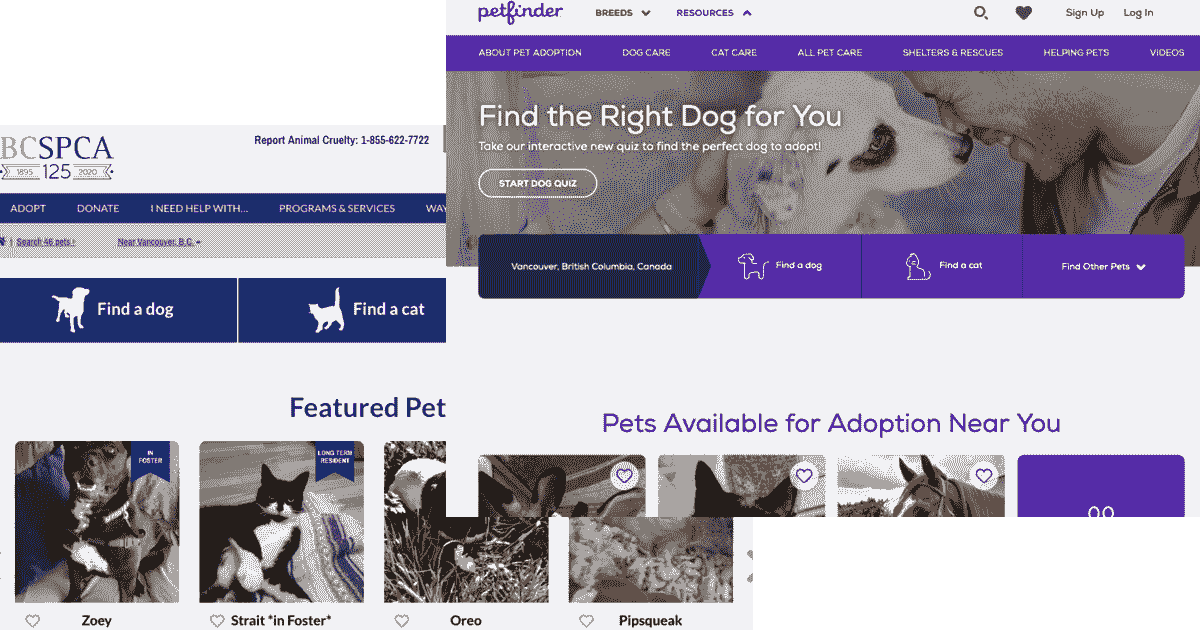 petfinder
BREEDS
RESOURCES
Sign Up
Log In
ABOUT PET ADOPTION
DOG CARE
CAT CARE
ALL PET CARE
SHELTERS & RESCUES
HELPING PETS
VIDEOS
Find the Right Dog for You
Take our interactive new quiz to find the perfect dog to adopt!
START DOG QUIZ
Vancouver, British Columbia, Canada
Find a dog
Find a cat
Find Other Pets
Pets Available for Adoption Near You
BCSPCA
1895 125 2020
Report Animal Cruelty: 1-855-622-7722
ADOPT
DONATE
I NEED HELP WITH...
PROGRAMS & SERVICES
WAY
| Search 46 pets
Near Vancouver, B.C.
Find a dog
Find a cat
Featured Pet
IN
FOSTER
LONG TERM
RESIDENT
Zoey
Strait *in Foster*
Oreo
Pipsqueak